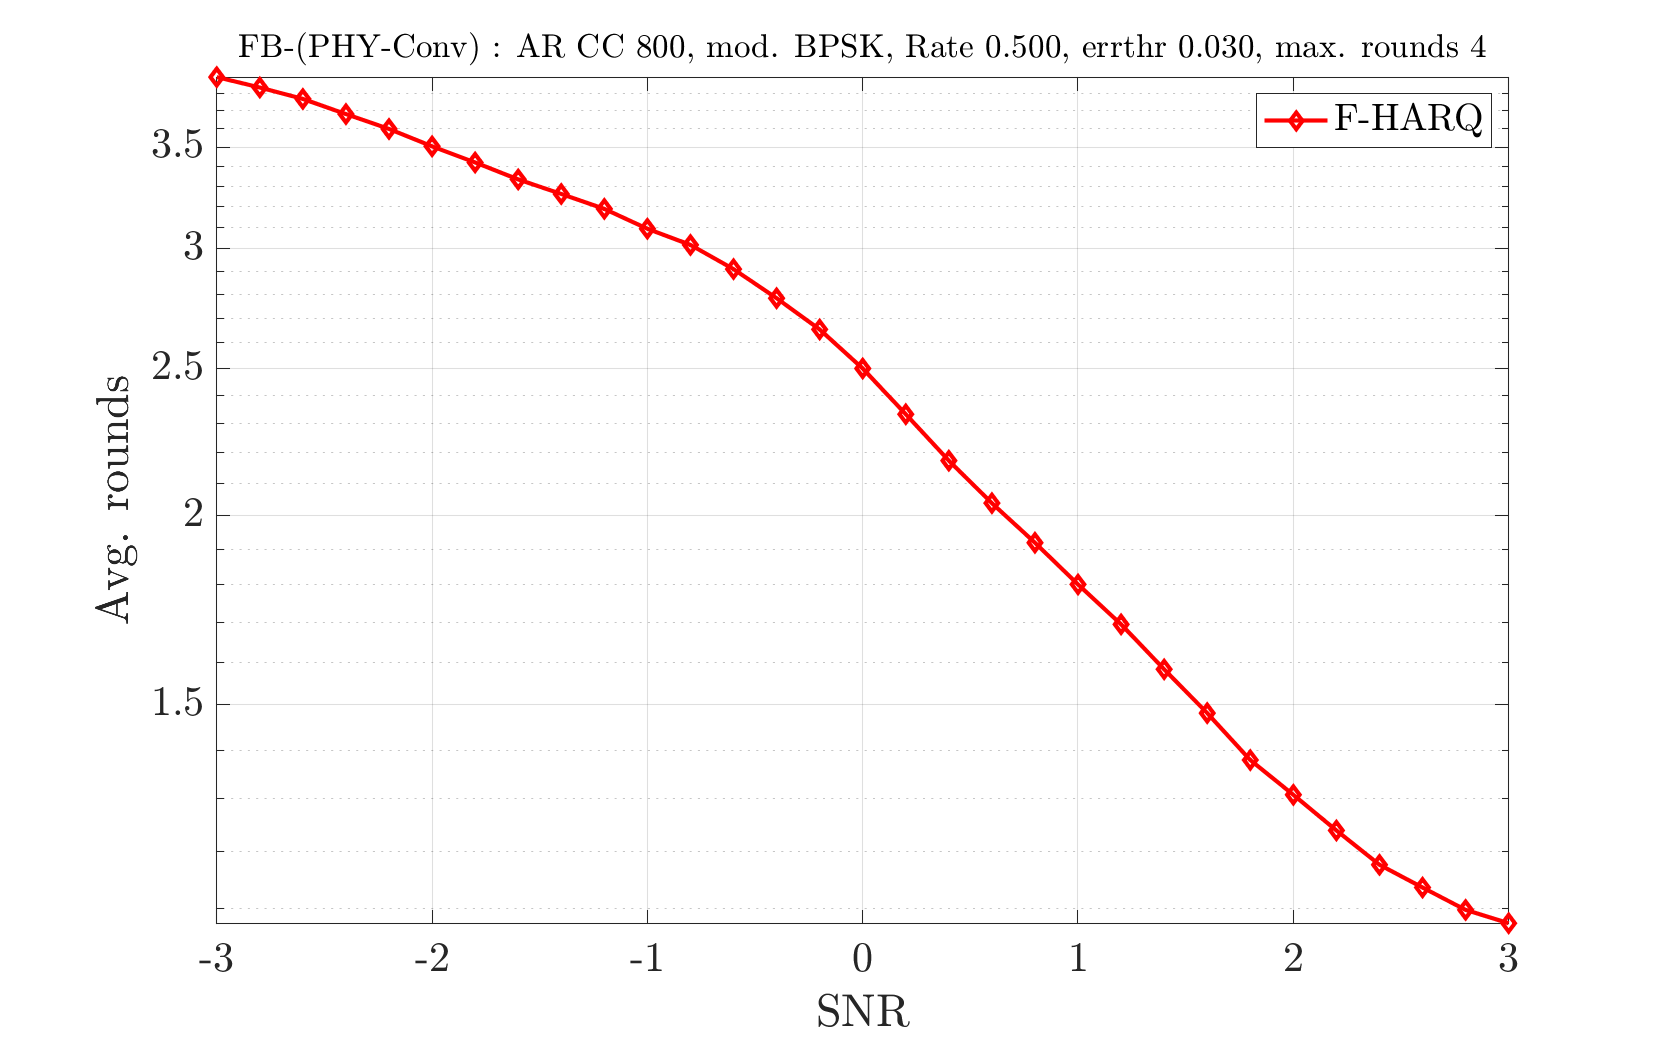 FB-(PHY-Conv) : AR CC 800, mod. BPSK, Rate 0.500, errthr 0.030, max. rounds 4
F-HARQ
3.5
3
2.5
2
1.5
Avg. rounds
-3 -2 -1 0 1 2 3
SNR